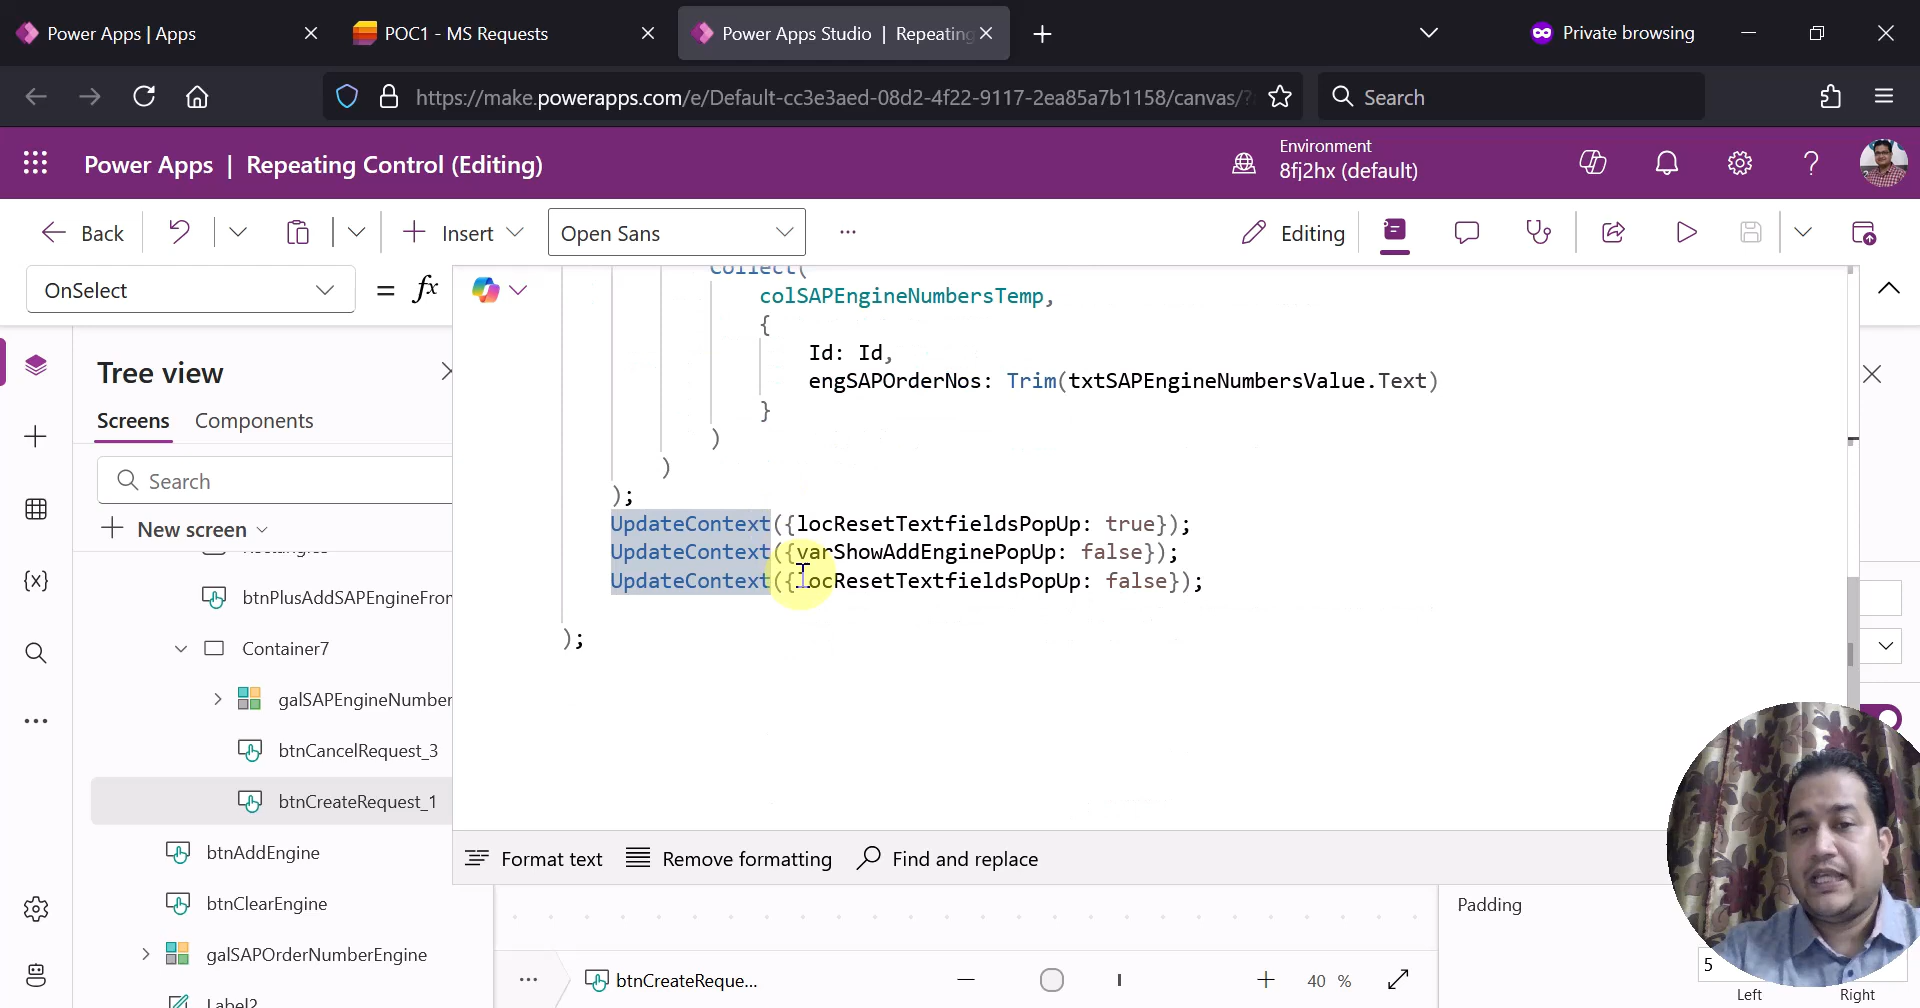 Power Apps | Apps
POC1 - MS Requests
Power Apps Studio | Repeating
Private browsing
https://make.powerapps.com/e/Default-cc3e3aed-08d2-4f22-9117-2ea85a7b1158/canvas/?
Search
Power Apps | Repeating Control (Editing)
Environment
8fj2hx (default)
Back
Insert
Open Sans
...
Editing
OnSelect
= fx
Collect(
colSAPEngineNumbersTemp,
{
Id: Id,
engSAPOrderNos: Trim(txtSAPEngineNumbersValue.Text)
}
)
)
);
UpdateContext({locResetTextfieldsPopUp: true});
UpdateContext({varShowAddEnginePopUp: false});
UpdateContext({locResetTextfieldsPopUp: false});
);
Tree view
Screens
Components
Search
New screen
btnPlusAddSAPEngineFror
Container7
galSAPEngineNumber
btnCancelRequest_3
btnCreateRequest_1
btnAddEngine
btnClearEngine
galSAPOrderNumberEngine
Label2
Format text
Remove formatting
Find and replace
Padding
5
Left
Right
...
btnCreateReque...
40 %